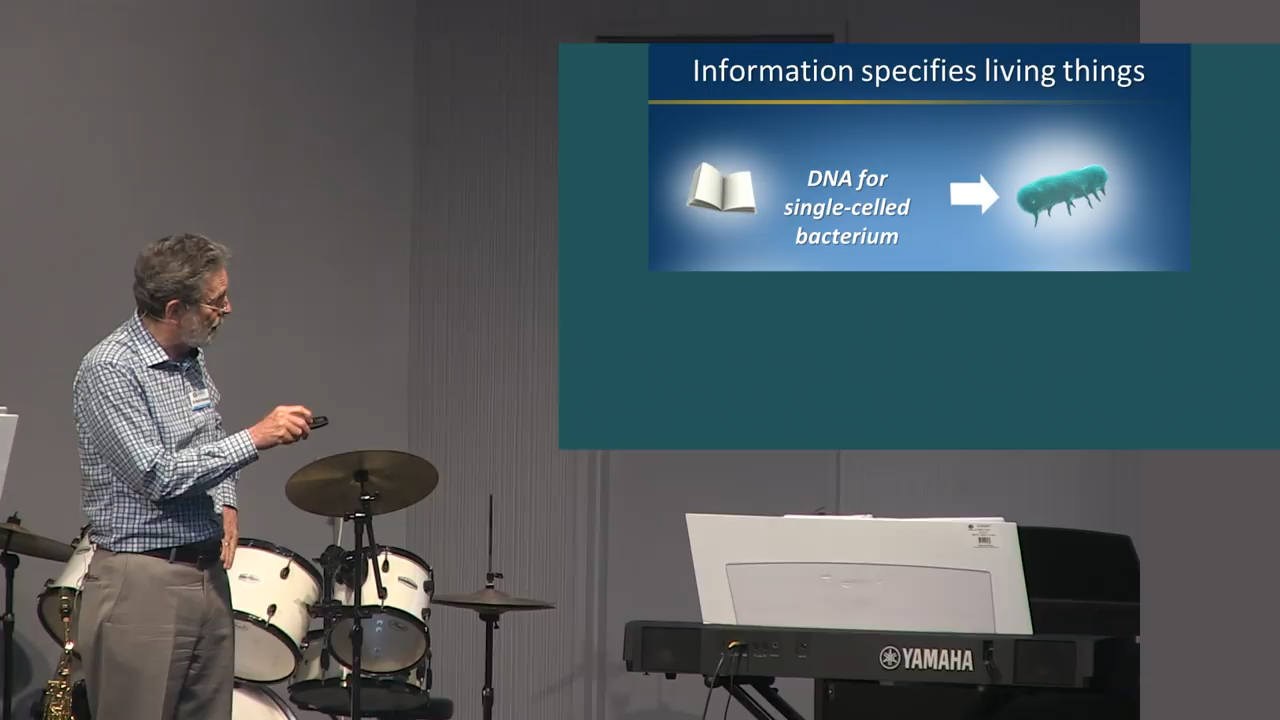 Information specifies living things
DNA for
single-celled
bacterium
YAMAHA